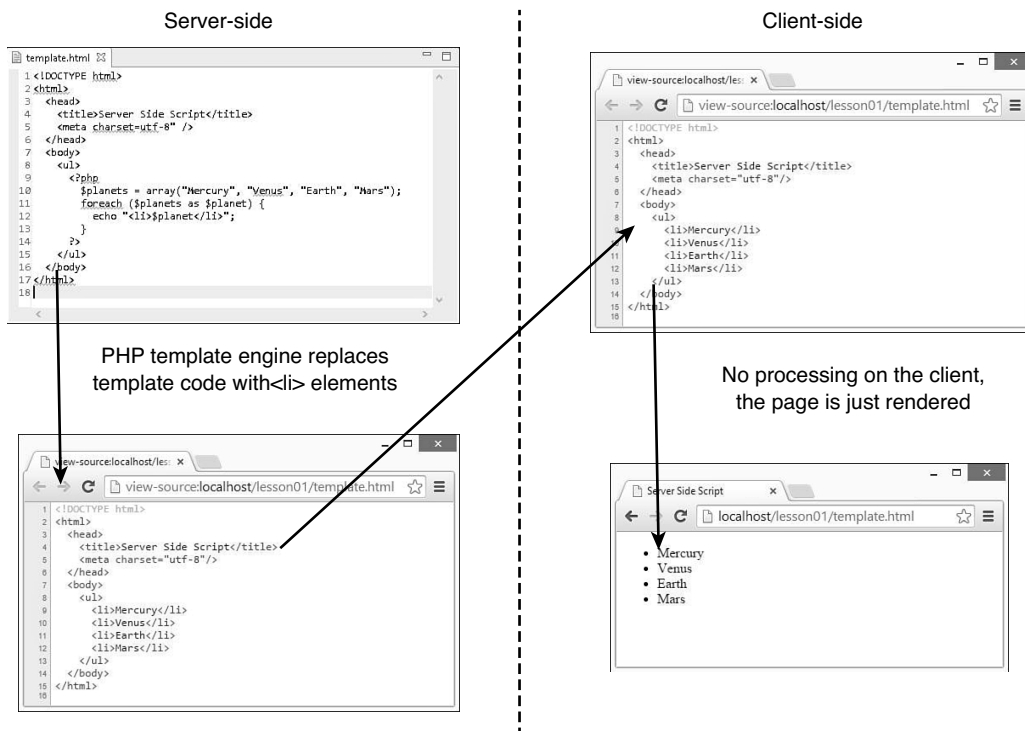 Server-side
template.html
1 <!DOCTYPE html>
2 <html>
3 <head>
4 <title>Server Side Script</title>
5 <meta charset=utf-8" />
6 </head>
7 <body>
8 <ul>
9 <?php
10 $planets = array("Mercury", "Venus", "Earth", "Mars");
11 foreach ($planets as $planet) {
12 echo "<li>$planet</li>";
13 }
14 ?>
15 </ul>
16 </body>
17 </html>
18
PHP template engine replaces
template code with<li> elements
view-source:localhost/les:
view-source:localhost/lesson01/template.html
1 <!DOCTYPE html>
2 <html>
3 <head>
4 <title>Server Side Script</title>
5 <meta charset="utf-8"/>
6 </head>
7 <body>
8 <ul>
9 <li>Mercury</li>
10 <li>Venus</li>
11 <li>Earth</li>
12 <li>Mars</li>
13 </ul>
14 </body>
15 </html>
16
Client-side
view-source:localhost/les:
view-source:localhost/lesson01/template.html
1 <!DOCTYPE html>
2 <html>
3 <head>
4 <title>Server Side Script</title>
5 <meta charset="utf-8"/>
6 </head>
7 <body>
8 <ul>
9 <li>Mercury</li>
10 <li>Venus</li>
11 <li>Earth</li>
12 <li>Mars</li>
13 </ul>
14 </body>
15 </html>
16
No processing on the client,
the page is just rendered
Server Side Script
localhost/lesson01/template.html
• Mercury
• Venus
• Earth
• Mars